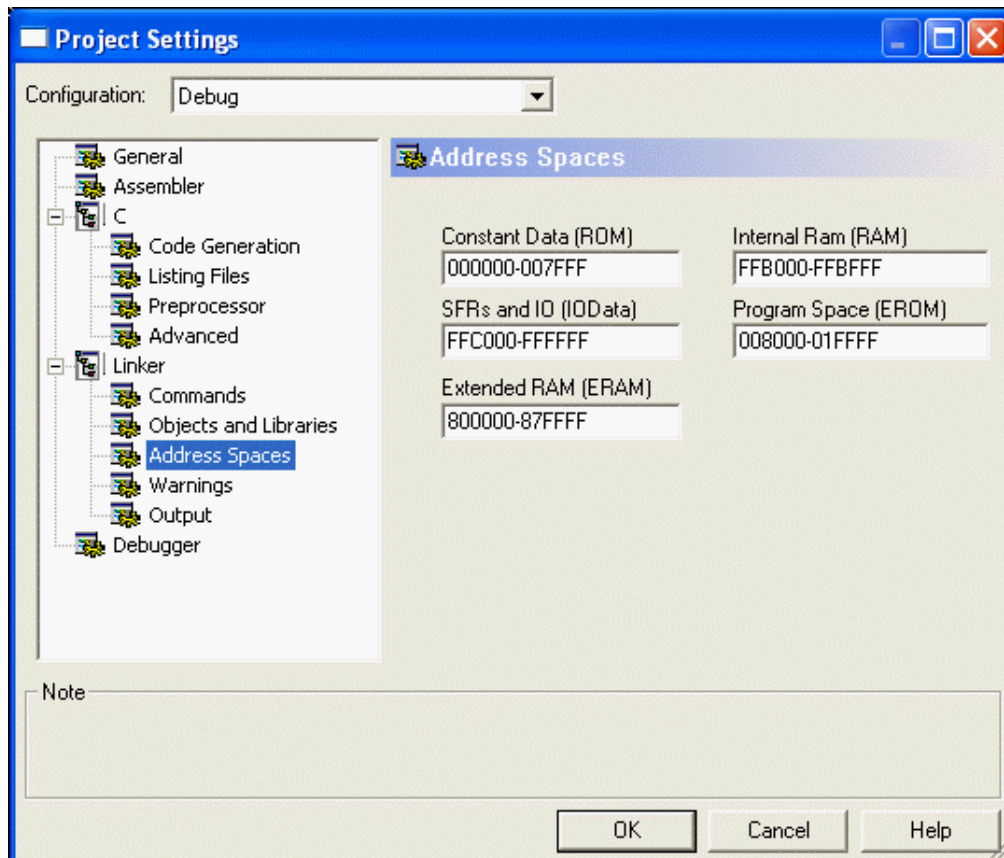 Project Settings
Configuration:
Debug
General
Assembler
C
Code Generation
Listing Files
Preprocessor
Advanced
Linker
Commands
Objects and Libraries
Address Spaces
Warnings
Output
Debugger
Address Spaces
Constant Data (ROM)
000000-007FFF
Internal Ram (RAM)
FFB000-FFBFFF
SFRs and IO (IOData)
FFC000-FFFFFF
Program Space (EROM)
008000-01FFFF
Extended RAM (ERAM)
800000-87FFFF
Note
OK
Cancel
Help